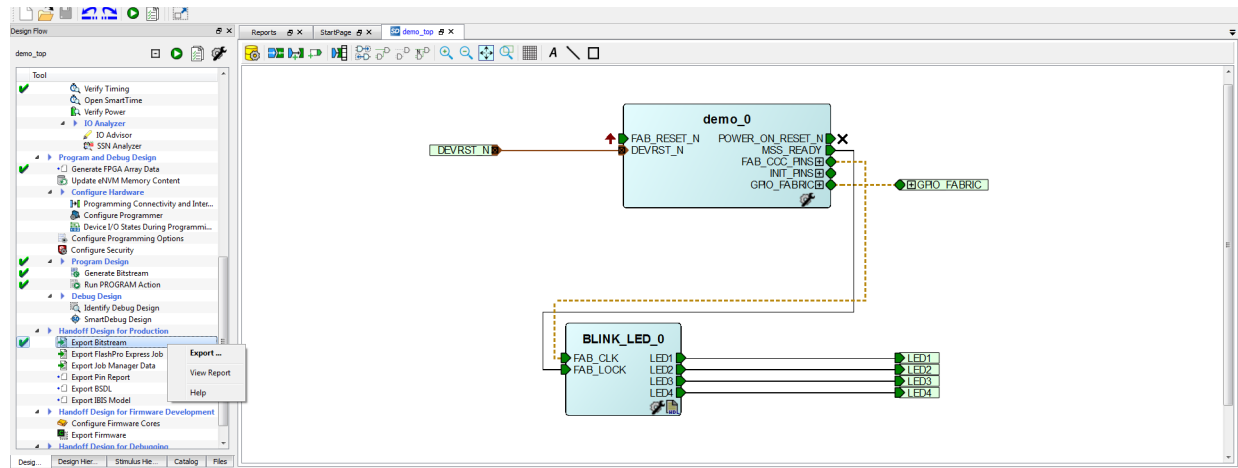 Design Flow
Reports
StartPage
demo_top
demo_top
Tool
Verify Timing
Open SmartTime
Verify Power
IO Analyzer
IO Advisor
SSN Analyzer
Program and Debug Design
Generate FPGA Array Data
Update eNVM Memory Content
Configure Hardware
Programming Connectivity and Inter...
Configure Programmer
Device I/O States During Programmi...
Configure Programming Options
Configure Security
Program Design
Generate Bitstream
Run PROGRAM Action
Debug Design
Identify Debug Design
SmartDebug Design
Handoff Design for Production
Export Bitstream
Export FlashPro Express Job
Export Job Manager Data
Export Pin Report
Export BSDL
Export IBIS Model
Handoff Design for Firmware Development
Configure Firmware Cores
Export Firmware
Handoff Design for Debugging
Export ...
View Report
Help
Desig...
Design Hier...
Stimulus Hie...
Catalog
Files
demo_0
FAB_RESET_N POWER_ON_RESET_N
DEVRST_N
DEVRST_N MSS_READY
FAB_CCC_PINS
INIT_PINS
GPIO_FABRIC
GPIO_FABRIC
BLINK_LED_0
FAB_CLK LED1
LED1
FAB_LOCK LED2
LED2
LED3
LED3
LED4
LED4